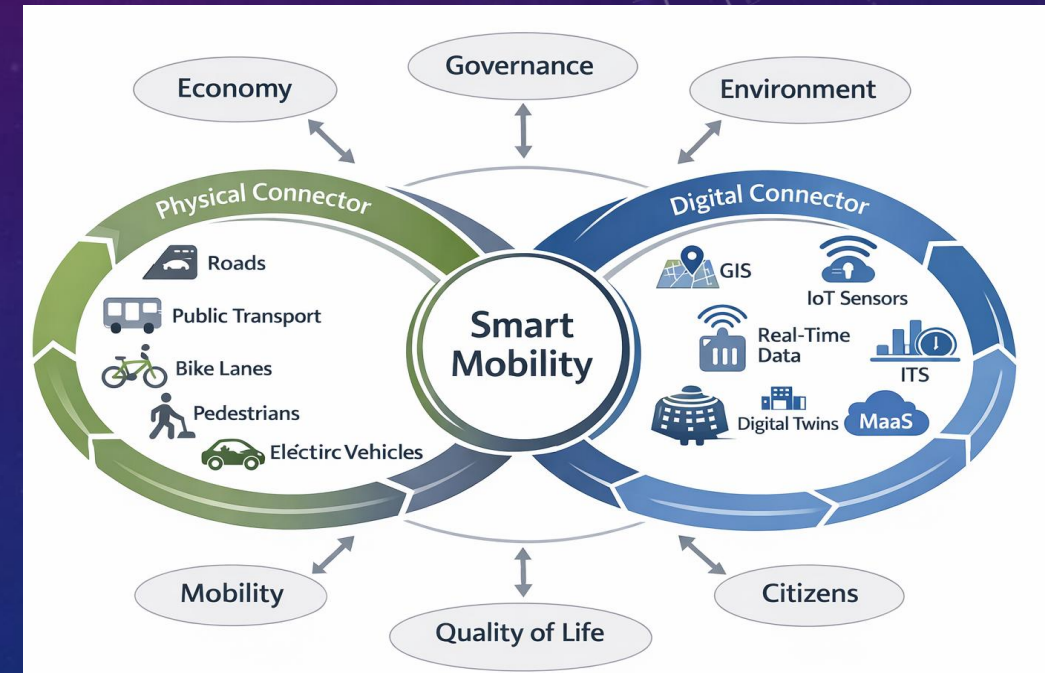 Economy
Governance
Environment
Physical Connector
Digital Connector
Roads
Public Transport
Bike Lanes
Pedestrians
Eléctirc Vehicles
Smart
Mobility
GIS
IoT Sensors
Real-Time
Data
ITS
Digital Twins
MaaS
Mobility
Quality of Life
Citizens